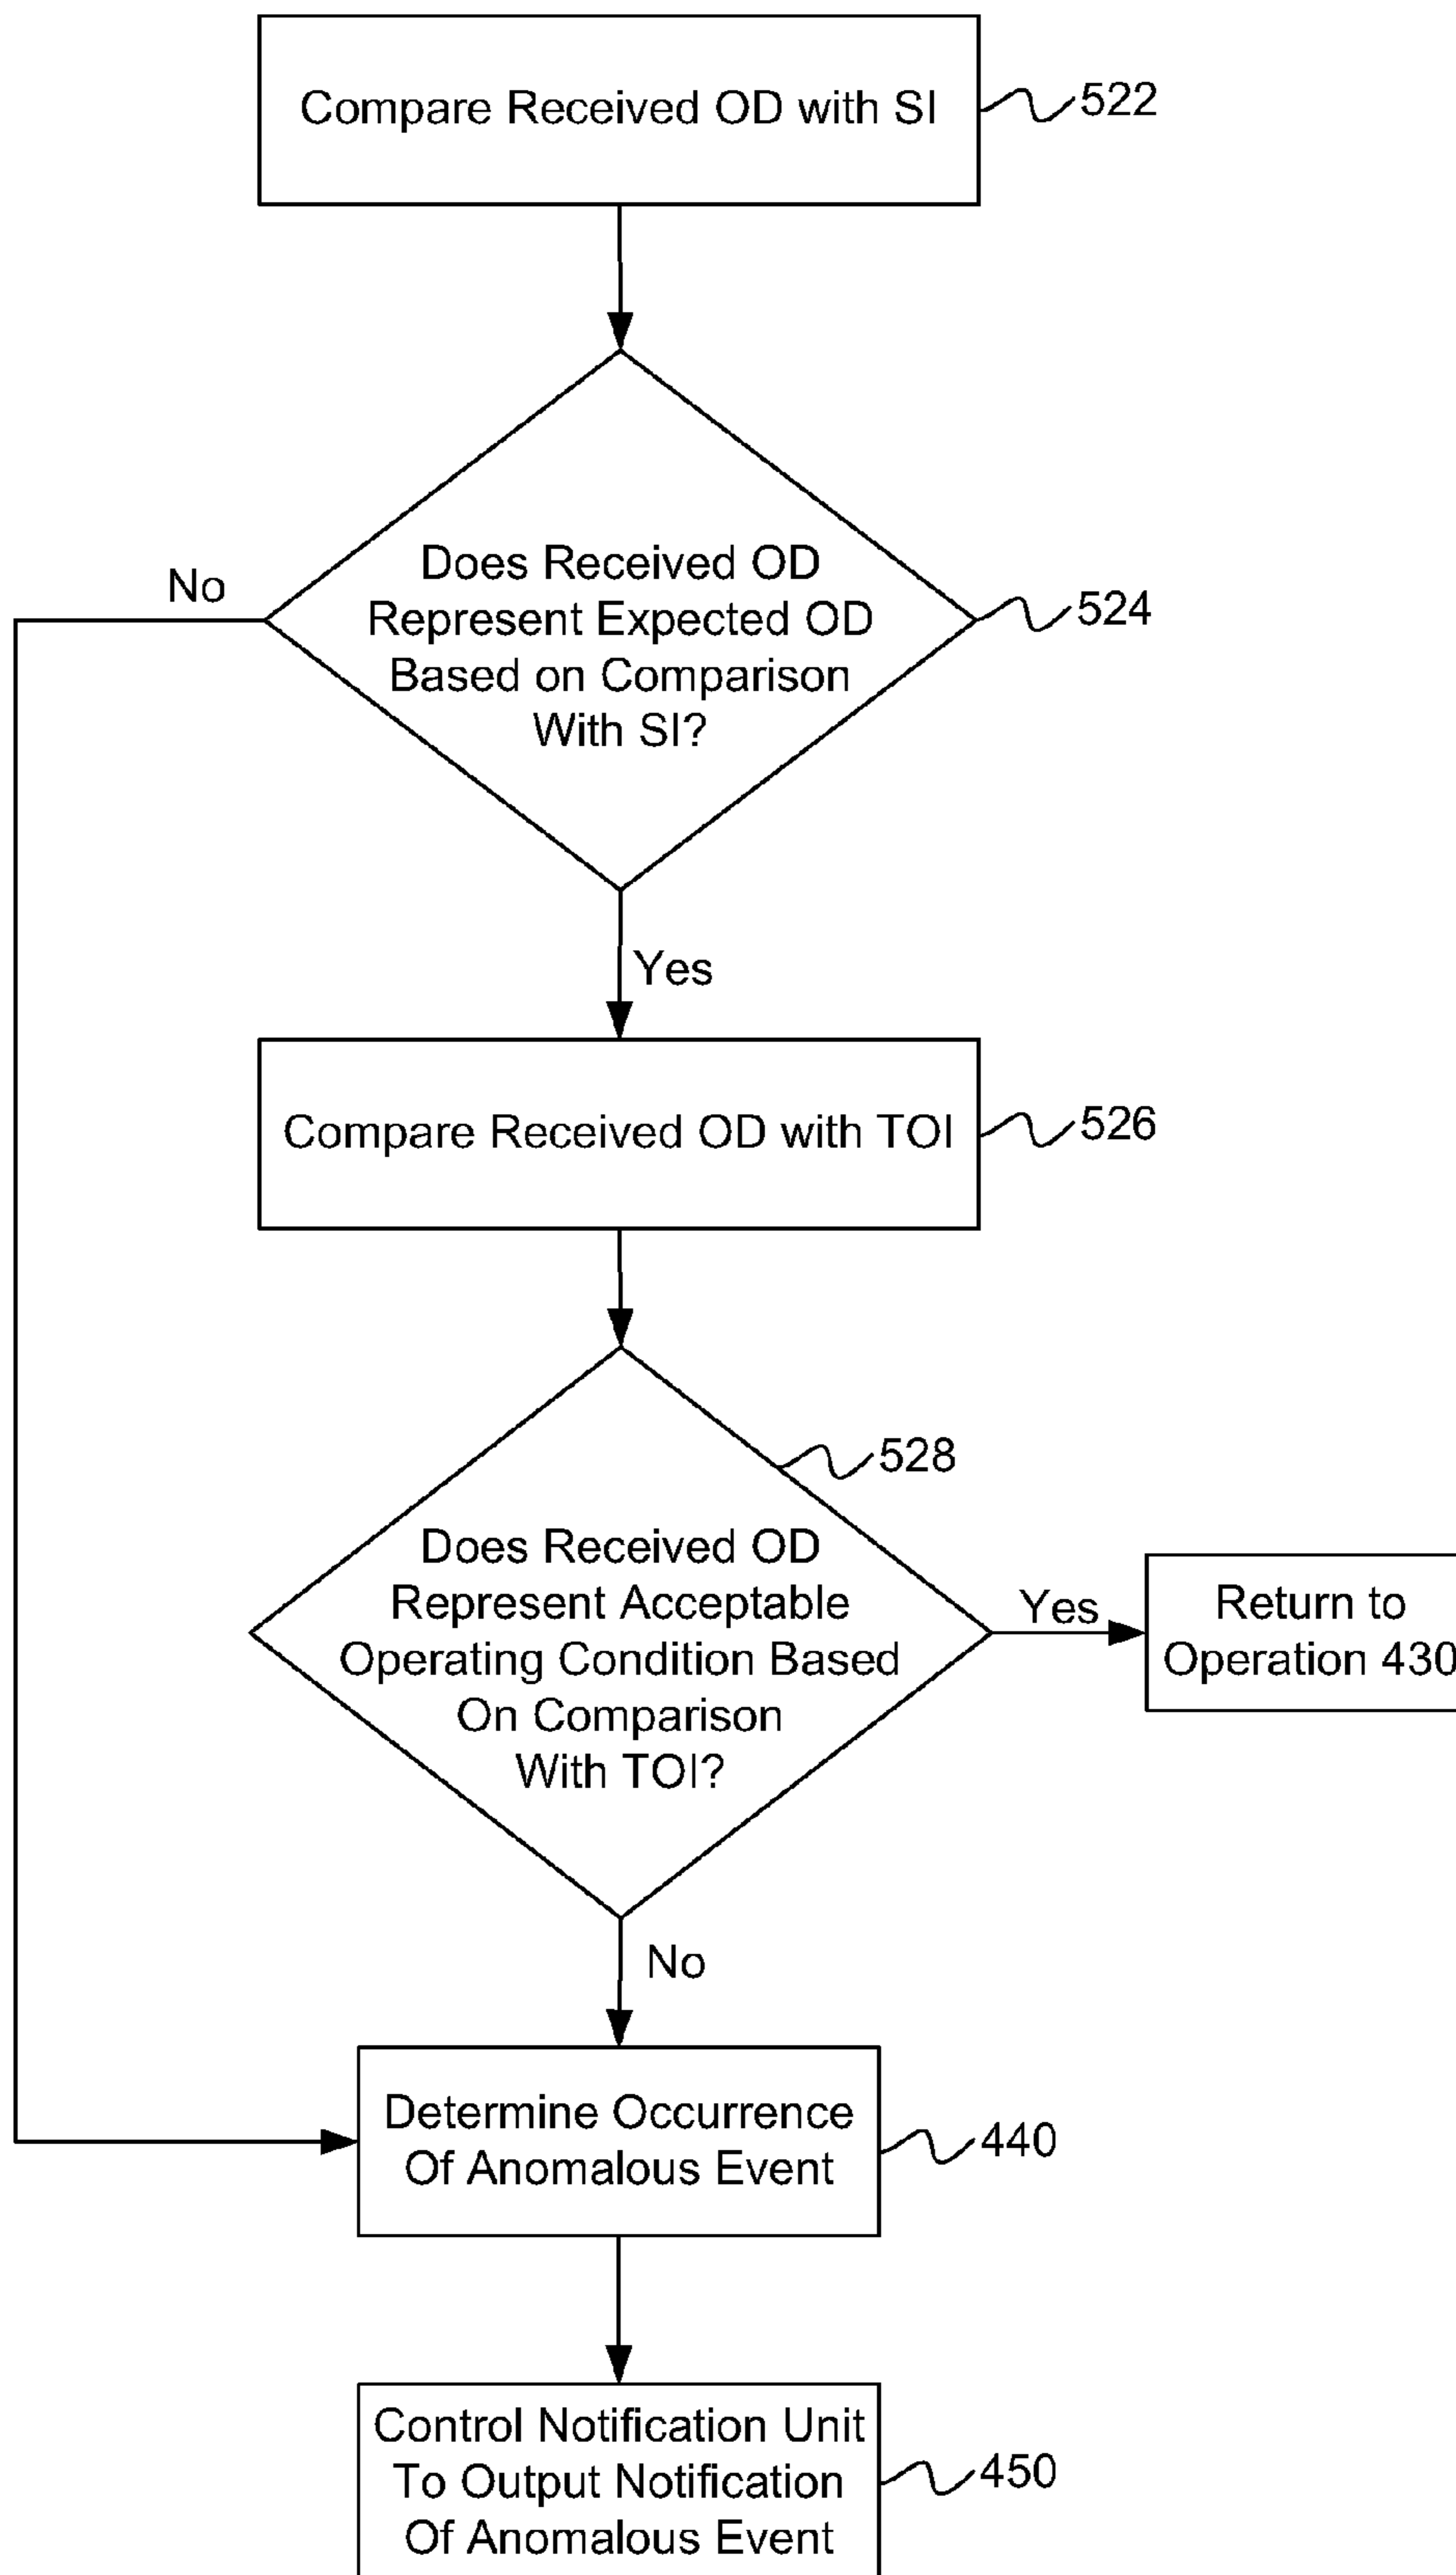 Compare Received OD with SI
522
Does Received OD
Represent Expected OD
Based on Comparison
With SI?
524
No
Yes
Compare Received OD with TOI
526
528
Does Received OD
Represent Acceptable
Operating Condition Based
On Comparison
With TOI?
Yes
Return to
Operation 430
No
Determine Occurrence
Of Anomalous Event
440
Control Notification Unit
To Output Notification
Of Anomalous Event
450